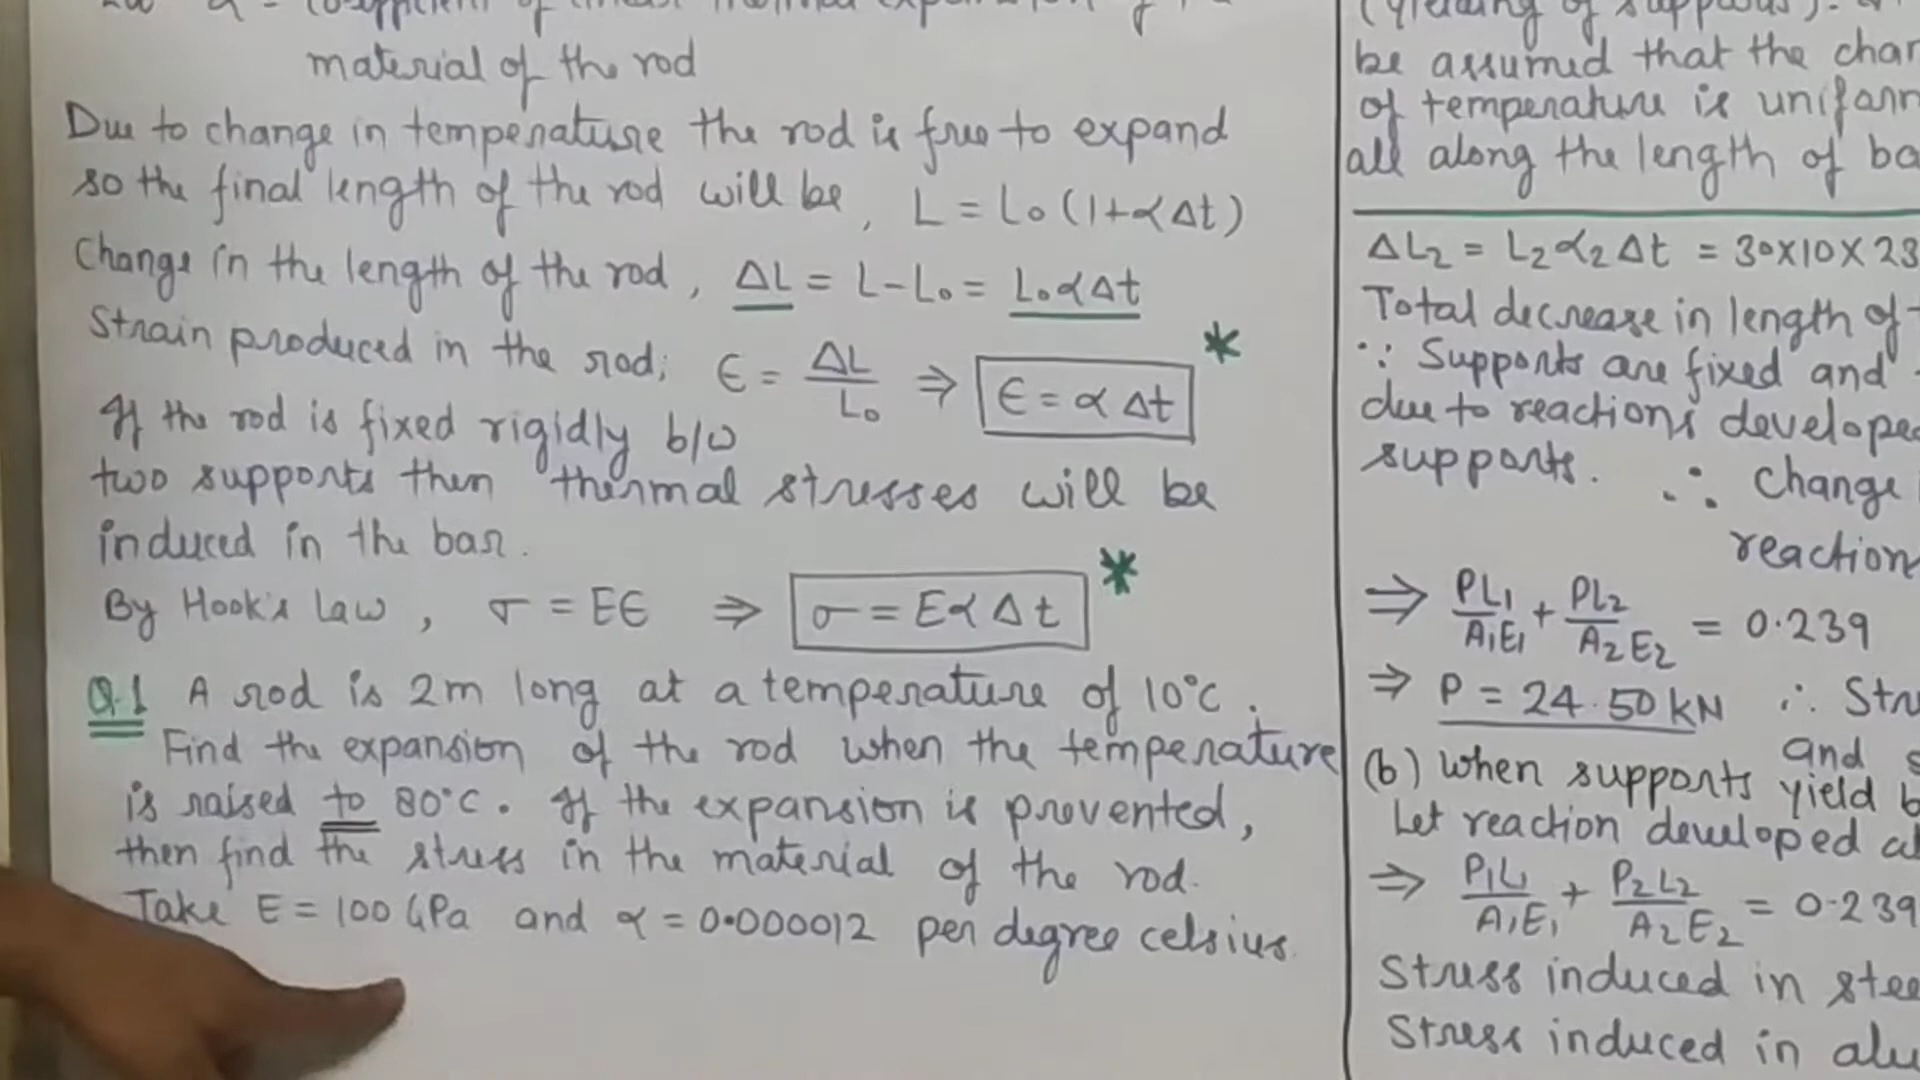 material of the rod
Due to change in temperature the rod is free to expand
so the final length of the rod will be, L = L₀(1+αΔt)
Change in the length of the rod, ΔL = L-L₀ = L₀αΔt
Strain produced in the rod; ϵ = ΔL/L₀ ⇒ ϵ = αΔt *
If the rod is fixed rigidly b/w
two supports then thermal stresses will be
induced in the bar.
By Hook's Law, σ = Eϵ ⇒ σ = EαΔt *
Q.1 A rod is 2m long at a temperature of 10°C.
Find the expansion of the rod when the temperature
is raised to 80°C. If the expansion is prevented,
then find the stress in the material of the rod.
Take E = 100 GPa and α = 0.000012 per degree celsius.
(yielding of supports).
be assumed that the
of temperature is
all along the length of
ΔL₂ = L₂α₂Δt = 30×10×23
Total decrease in length of
∵ Supports are fixed and
due to reactions
supports. ∴ Change
reaction
⇒ PL₁/A₁E₁ + PL₂/A₂E₂ = 0.239
⇒ P = 24.50 kN ∴
and
(b) When supports yield
Let reaction developed
⇒ P₁L₁/A₁E₁ + P₂L₂/A₂E₂ = 0.239
Stress induced in
Stress induced in